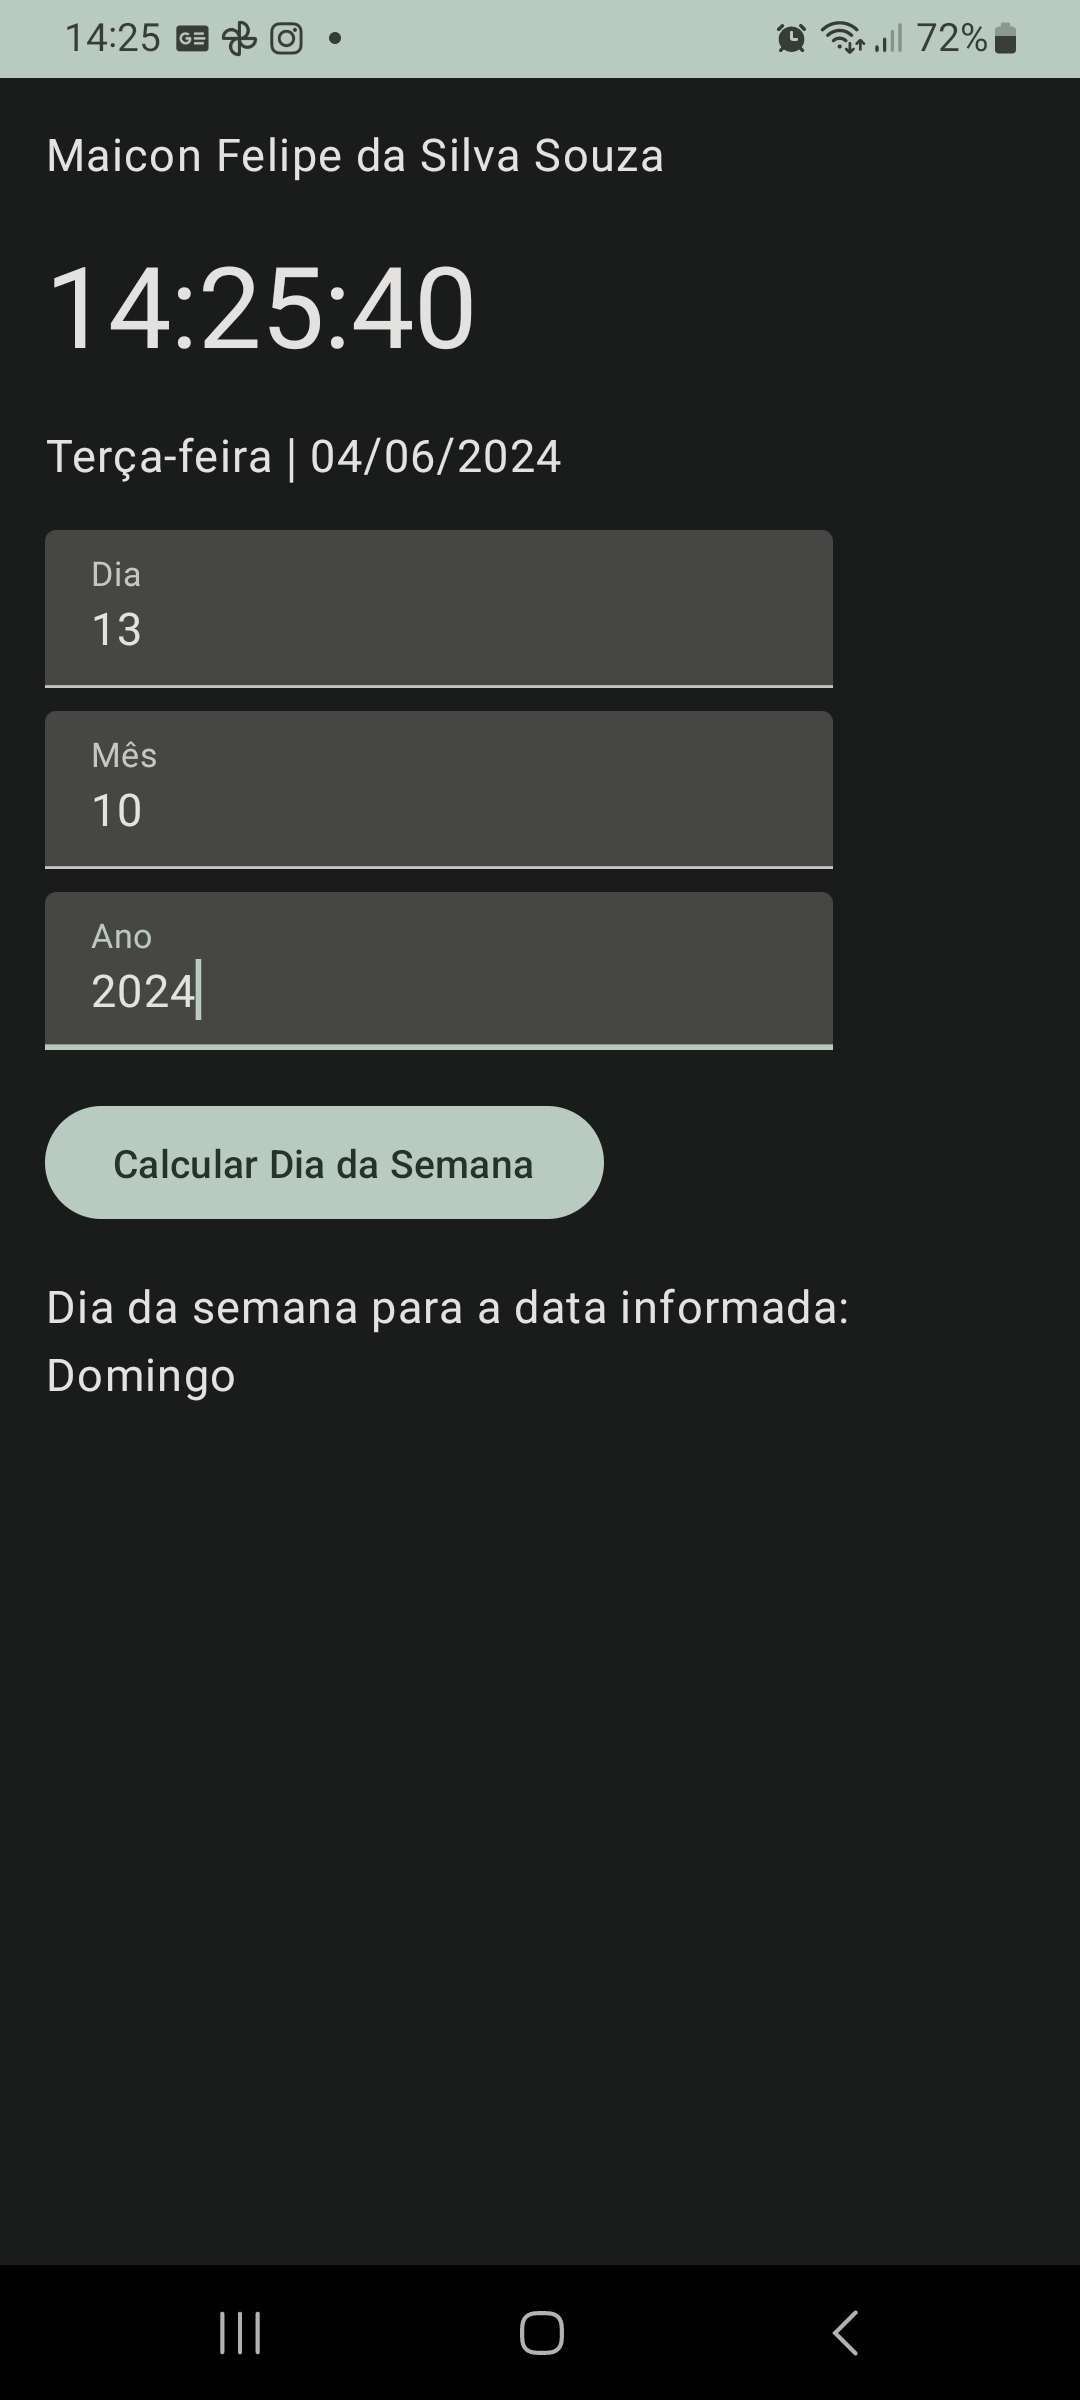 14:25 GE 72%
Maicon Felipe da Silva Souza
14:25:40
Terça-feira | 04/06/2024
Dia
13
Mês
10
Ano
2024
Calcular Dia da Semana
Dia da semana para a data informada:
Domingo